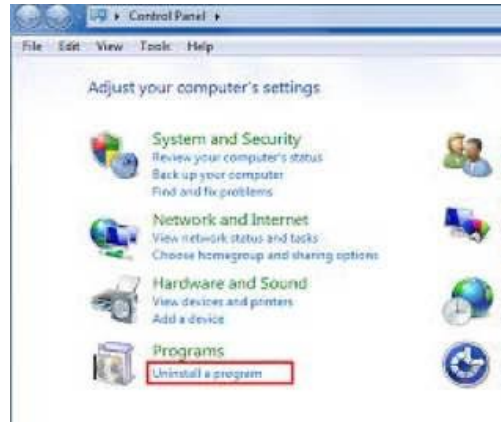 Control Panel
File Edit View Tools Help
Adjust your computer's settings
System and Security
Review your computer's status
Back up your computer
Find and fix problems
Network and Internet
View network status and tasks
Choose homegroup and sharing options
Hardware and Sound
View devices and printers
Add a device
Programs
Uninstall a program